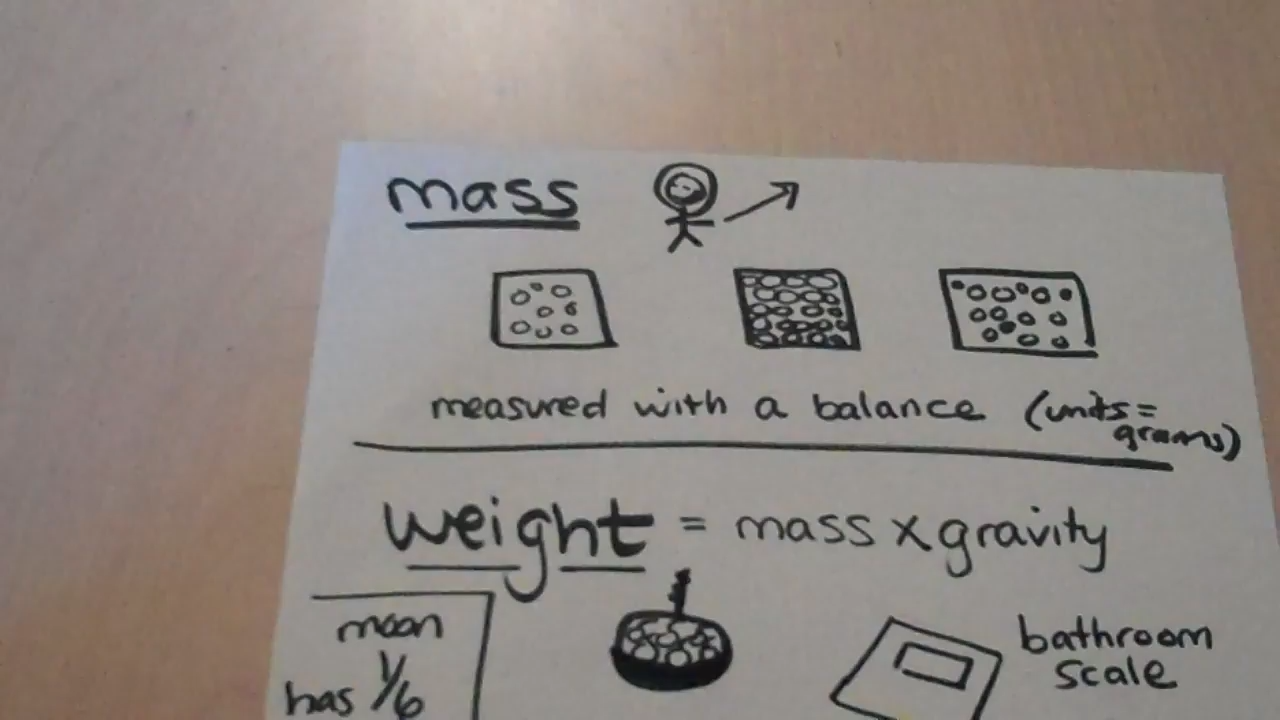 mass
measured with a balance (units=
grams)
weight = mass x gravity
moon
has 1/6
bathroom
scale